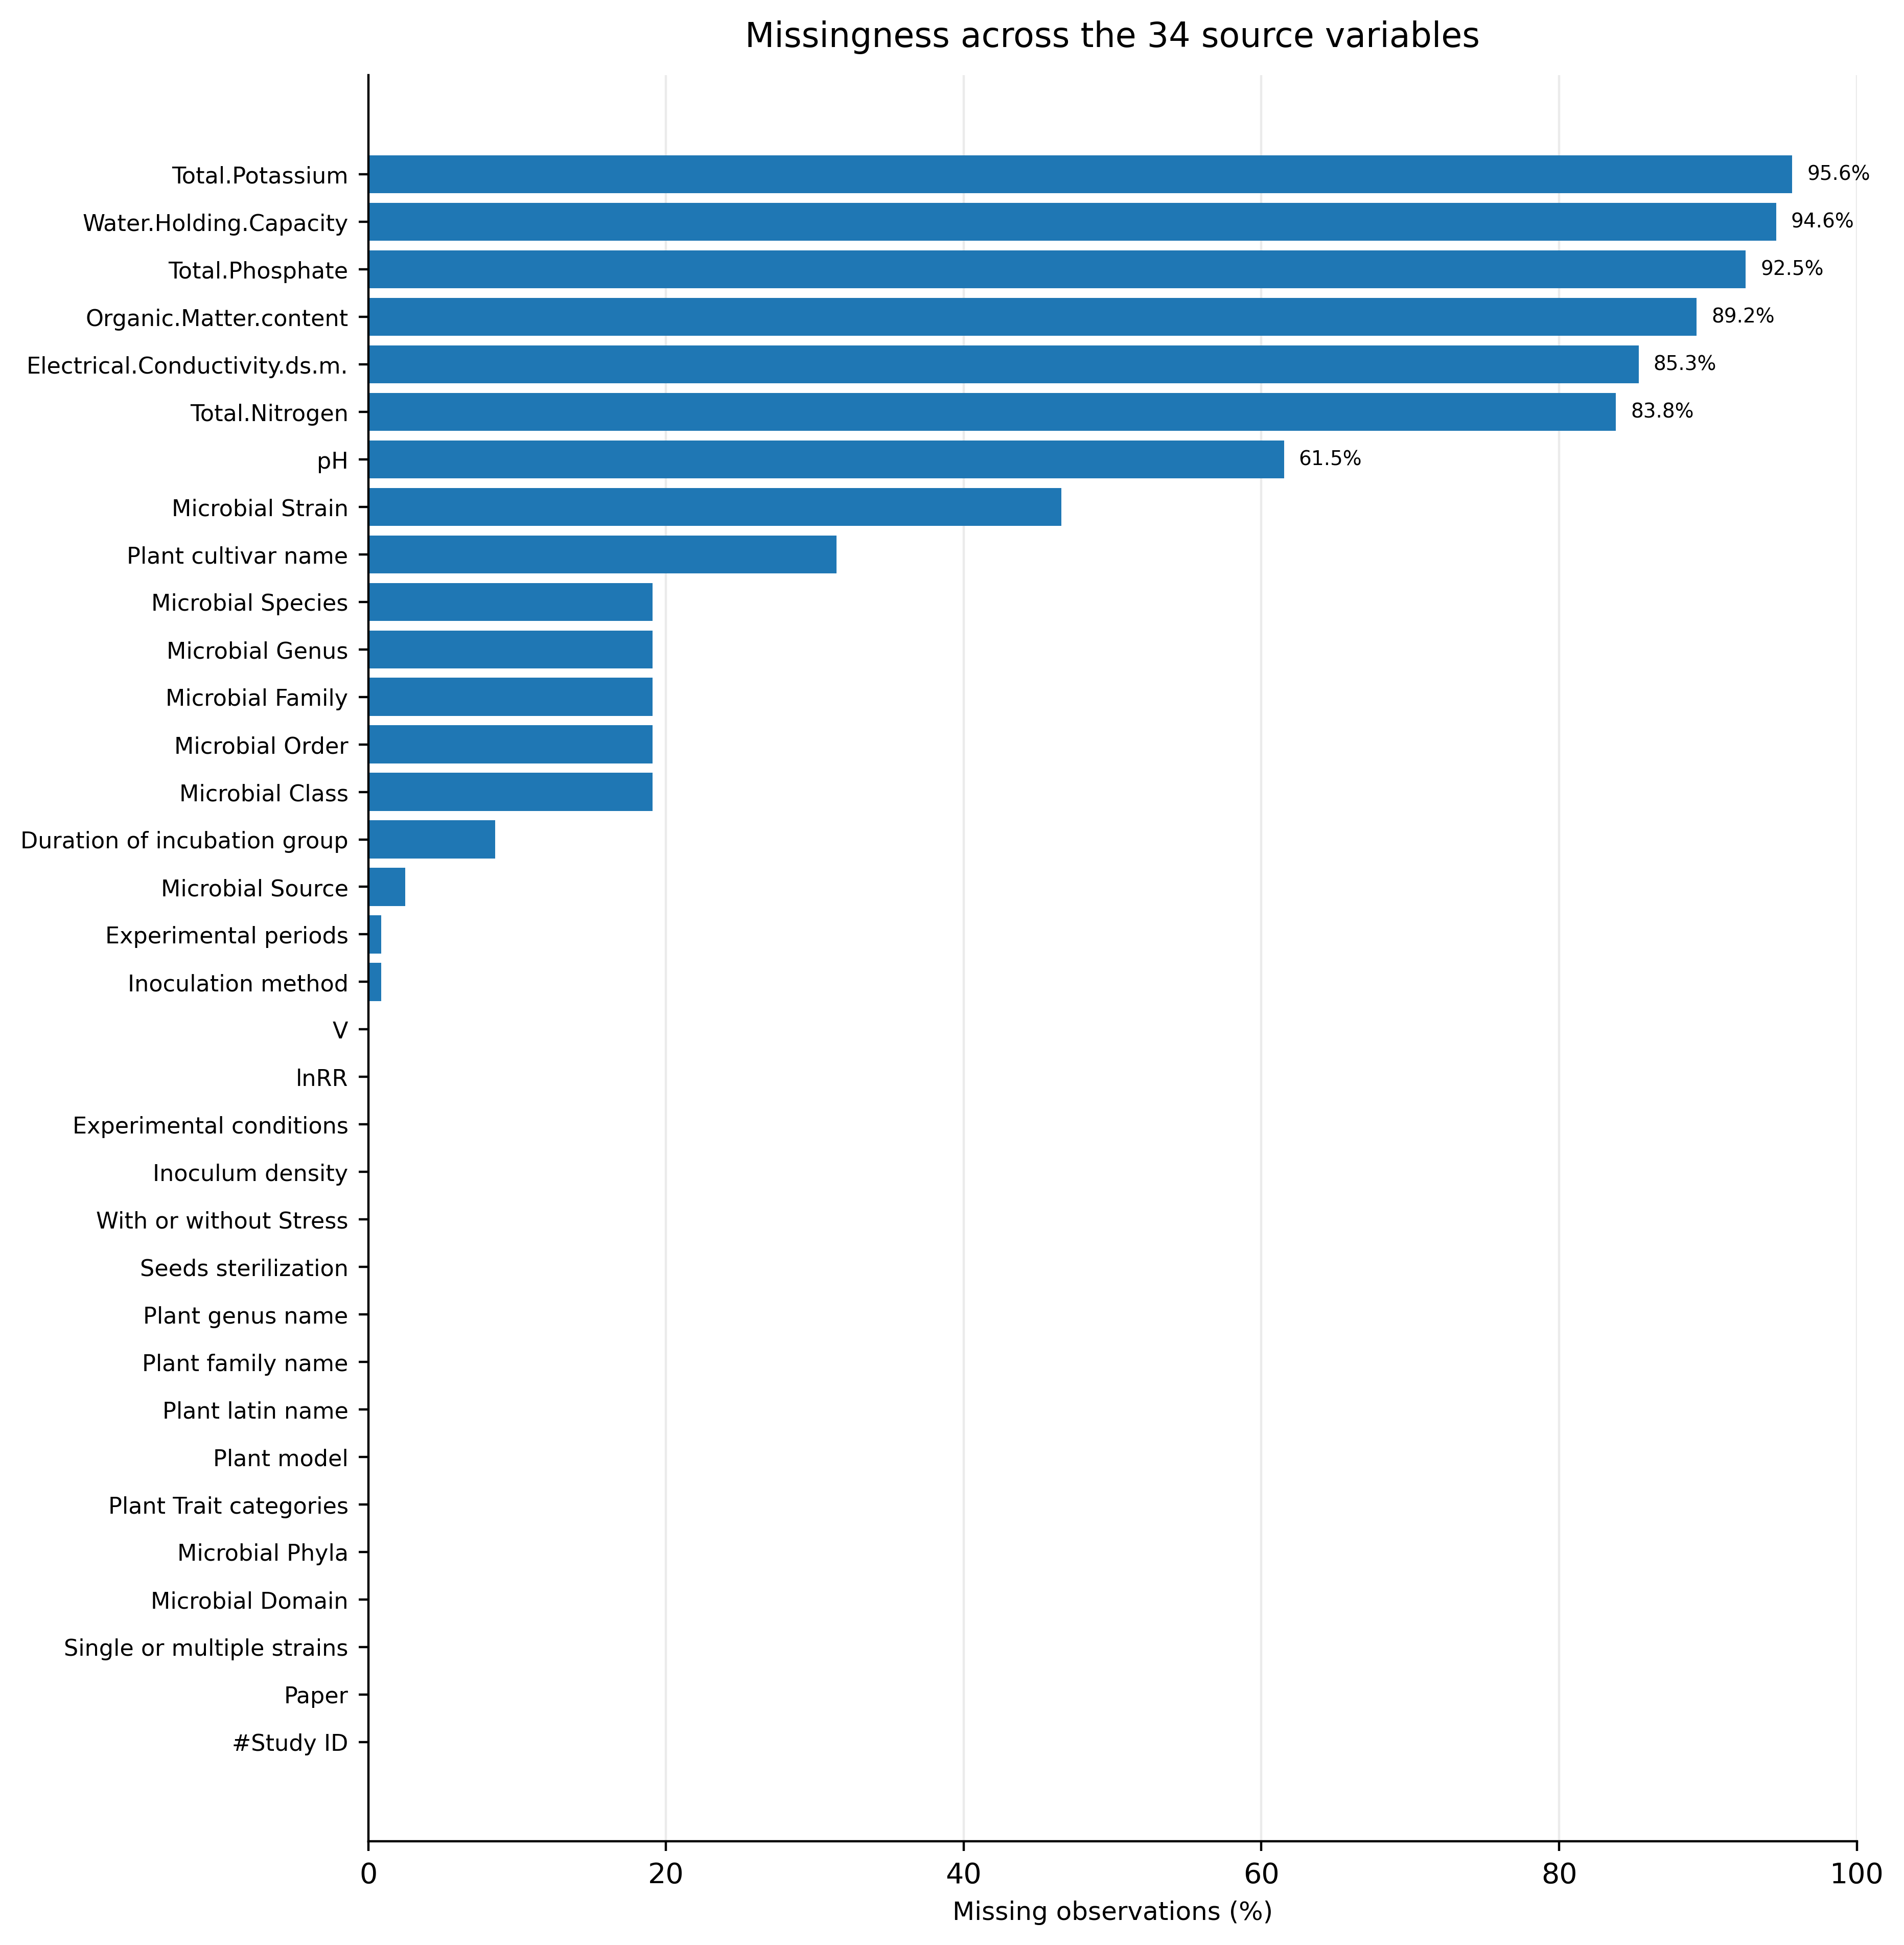 Missingness across the 34 source variables
Total.Potassium 95.6%
Water.Holding.Capacity 94.6%
Total.Phosphate 92.5%
Organic.Matter.content 89.2%
Electrical.Conductivity.ds.m. 85.3%
Total.Nitrogen 83.8%
pH 61.5%
Microbial Strain
Plant cultivar name
Microbial Species
Microbial Genus
Microbial Family
Microbial Order
Microbial Class
Duration of incubation group
Microbial Source
Experimental periods
Inoculation method
V
lnRR
Experimental conditions
Inoculum density
With or without Stress
Seeds sterilization
Plant genus name
Plant family name
Plant latin name
Plant model
Plant Trait categories
Microbial Phyla
Microbial Domain
Single or multiple strains
Paper
#Study ID
0 20 40 60 80 100
Missing observations (%)